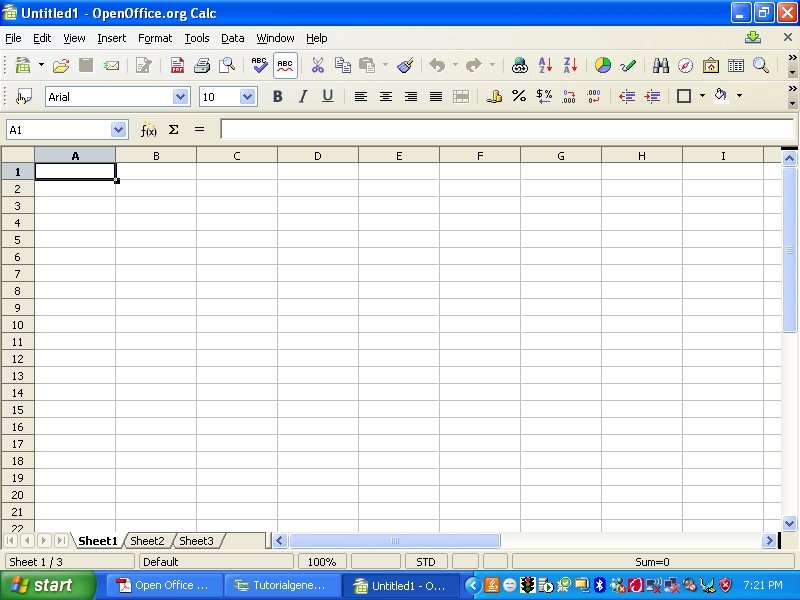 Untitled1 - OpenOffice.org Calc
File Edit View Insert Format Tools Data Window Help
ABC ABC
Arial 10 B I U
A1 f(x) Σ =
A B C D E F G H I
1
2
3
4
5
6
7
8
9
10
11
12
13
14
15
16
17
18
19
20
21
22
Sheet1 Sheet2 Sheet3
Sheet 1 / 3 Default 100% STD Sum=0
start Open Office ... Tutorialgene... Untitled1 - O... 7:21 PM